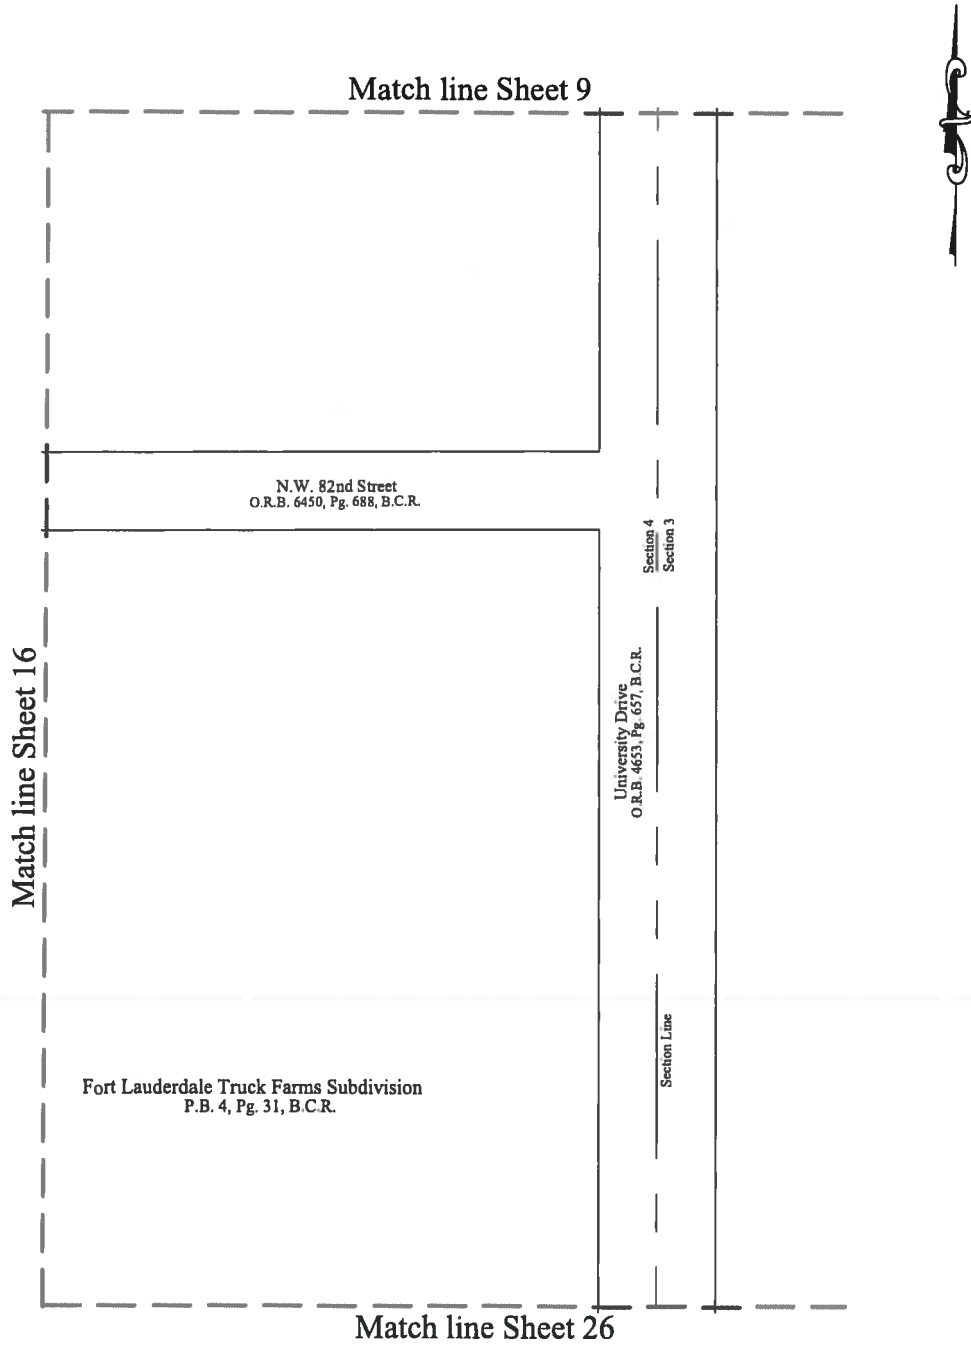 Match line Sheet 9
N.W. 82nd Street
O.R.B. 6450, Pg. 688, B.C.R.
Section 4
Section 3
Match line Sheet 16
University Drive
O.R.B. 4653, Pg. 657, B.C.R.
Section Line
Fort Lauderdale Truck Farms Subdivision
P.B. 4, Pg. 31, B.C.R.
Match line Sheet 26